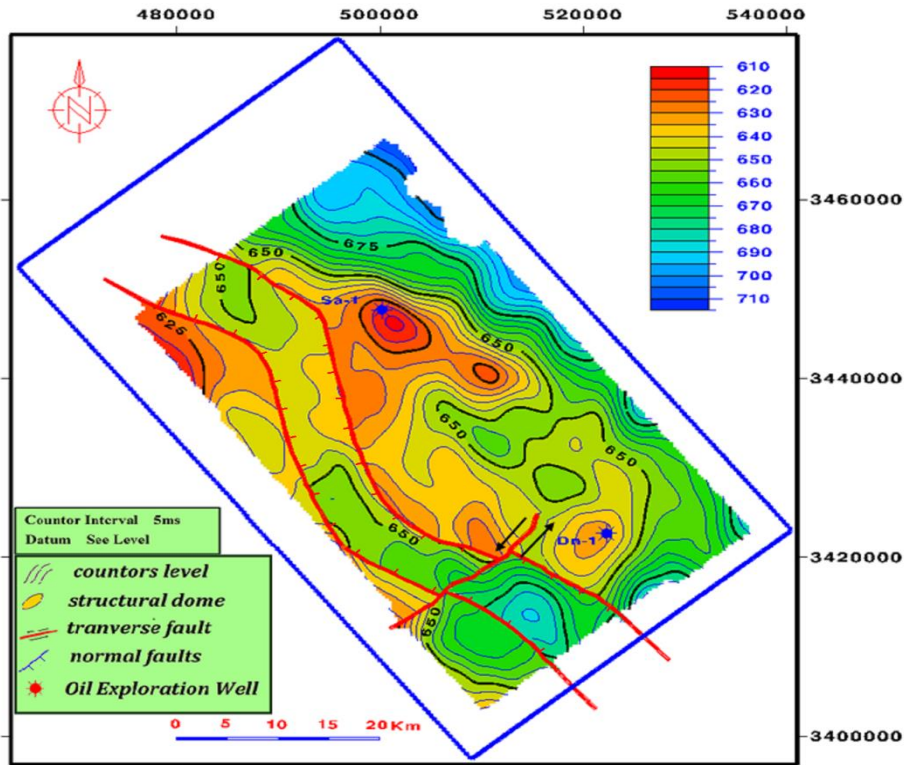 480000 500000 520000 540000
N
610
620
630
640
650
660
670
680
690
700
710
3460000
3440000
3420000
3400000
675
650
650
625
Sa-1
650
650
650
650
Dn-1
650
Countor Interval 5ms
Datum See Level
countors level
structural dome
tranverse fault
normal faults
Oil Exploration Well
0 5 10 15 20 Km